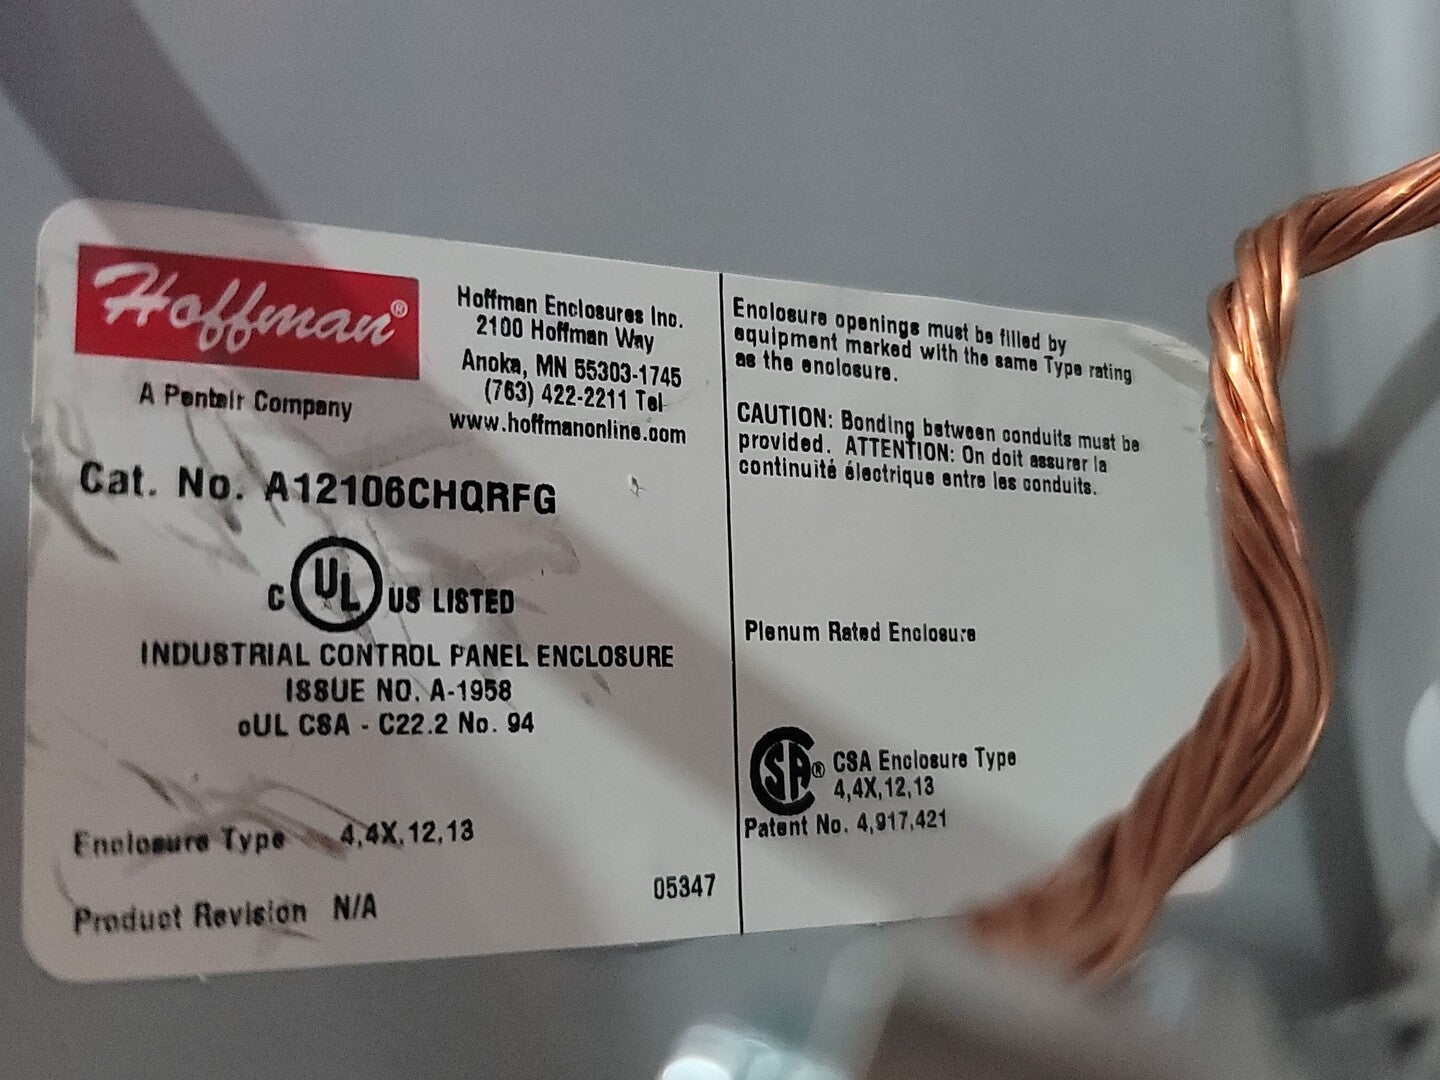 Hoffman®
A Pentair Company
Hoffman Enclosures Inc.
2100 Hoffman Way
Anoka, MN 55303-1745
(763) 422-2211 Tel
www.hoffmanonline.com
Cat. No. A12106CHQRFG
C UL US LISTED
INDUSTRIAL CONTROL PANEL ENCLOSURE
ISSUE NO. A-1958
cUL CSA - C22.2 No. 94
Enclosure Type 4,4X,12,13
Product Revision N/A
05347
Enclosure openings must be filled by
equipment marked with the same Type rating
as the enclosure.
CAUTION: Bonding between conduits must be
provided. ATTENTION: On doit assurer la
continuité électrique entre les conduits.
Plenum Rated Enclosure
SA® CSA Enclosure Type
4,4X,12,13
Patent No. 4,917,421